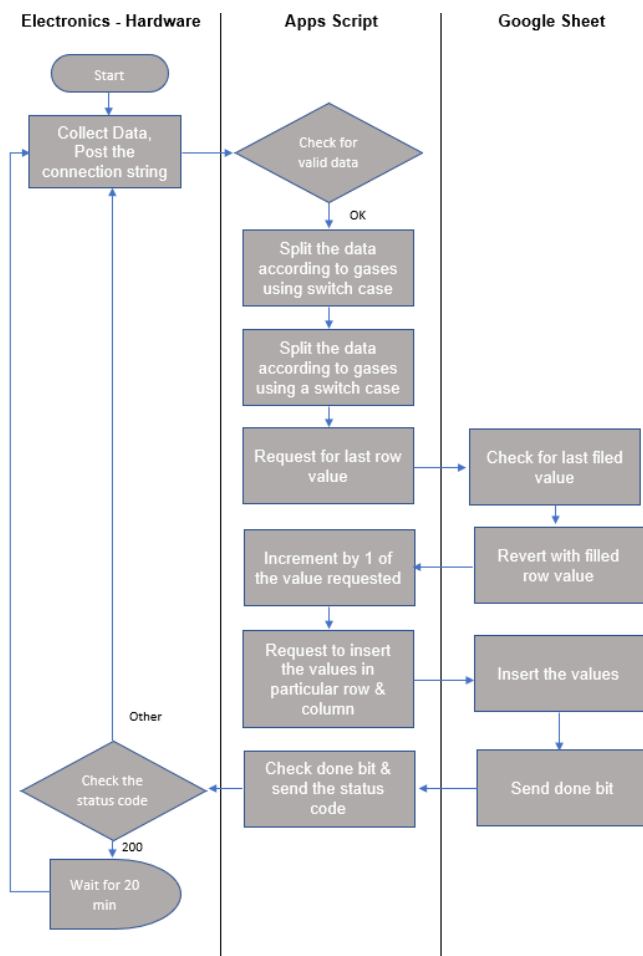 Electronics - Hardware
Apps Script
Google Sheet
Start
Collect Data,
Post the
connection string
Check for
valid data
OK
Split the data
according to gases
using switch case
Split the data
according to gases
using a switch case
Request for last row
value
Check for last filed
value
Increment by 1 of
the value requested
Revert with filled
row value
Request to insert
the values in
particular row &
column
Insert the values
Other
Check the
status code
Check done bit &
send the status
code
Send done bit
200
Wait for 20
min